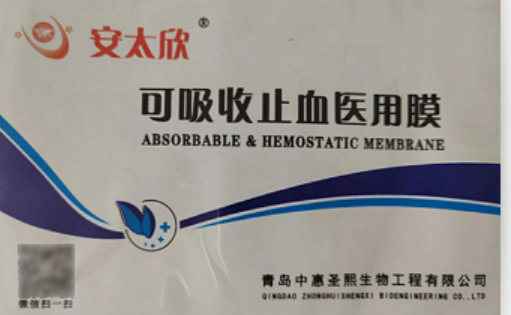 安太欣®
可吸收止血医用膜
ABSORBABLE & HEMOSTATIC MEMBRANE
青岛中惠圣熙生物工程有限公司
QINGDAO ZHONGHUISHENGXI BIOENGINEERING CO.,LTD
微信扫一扫